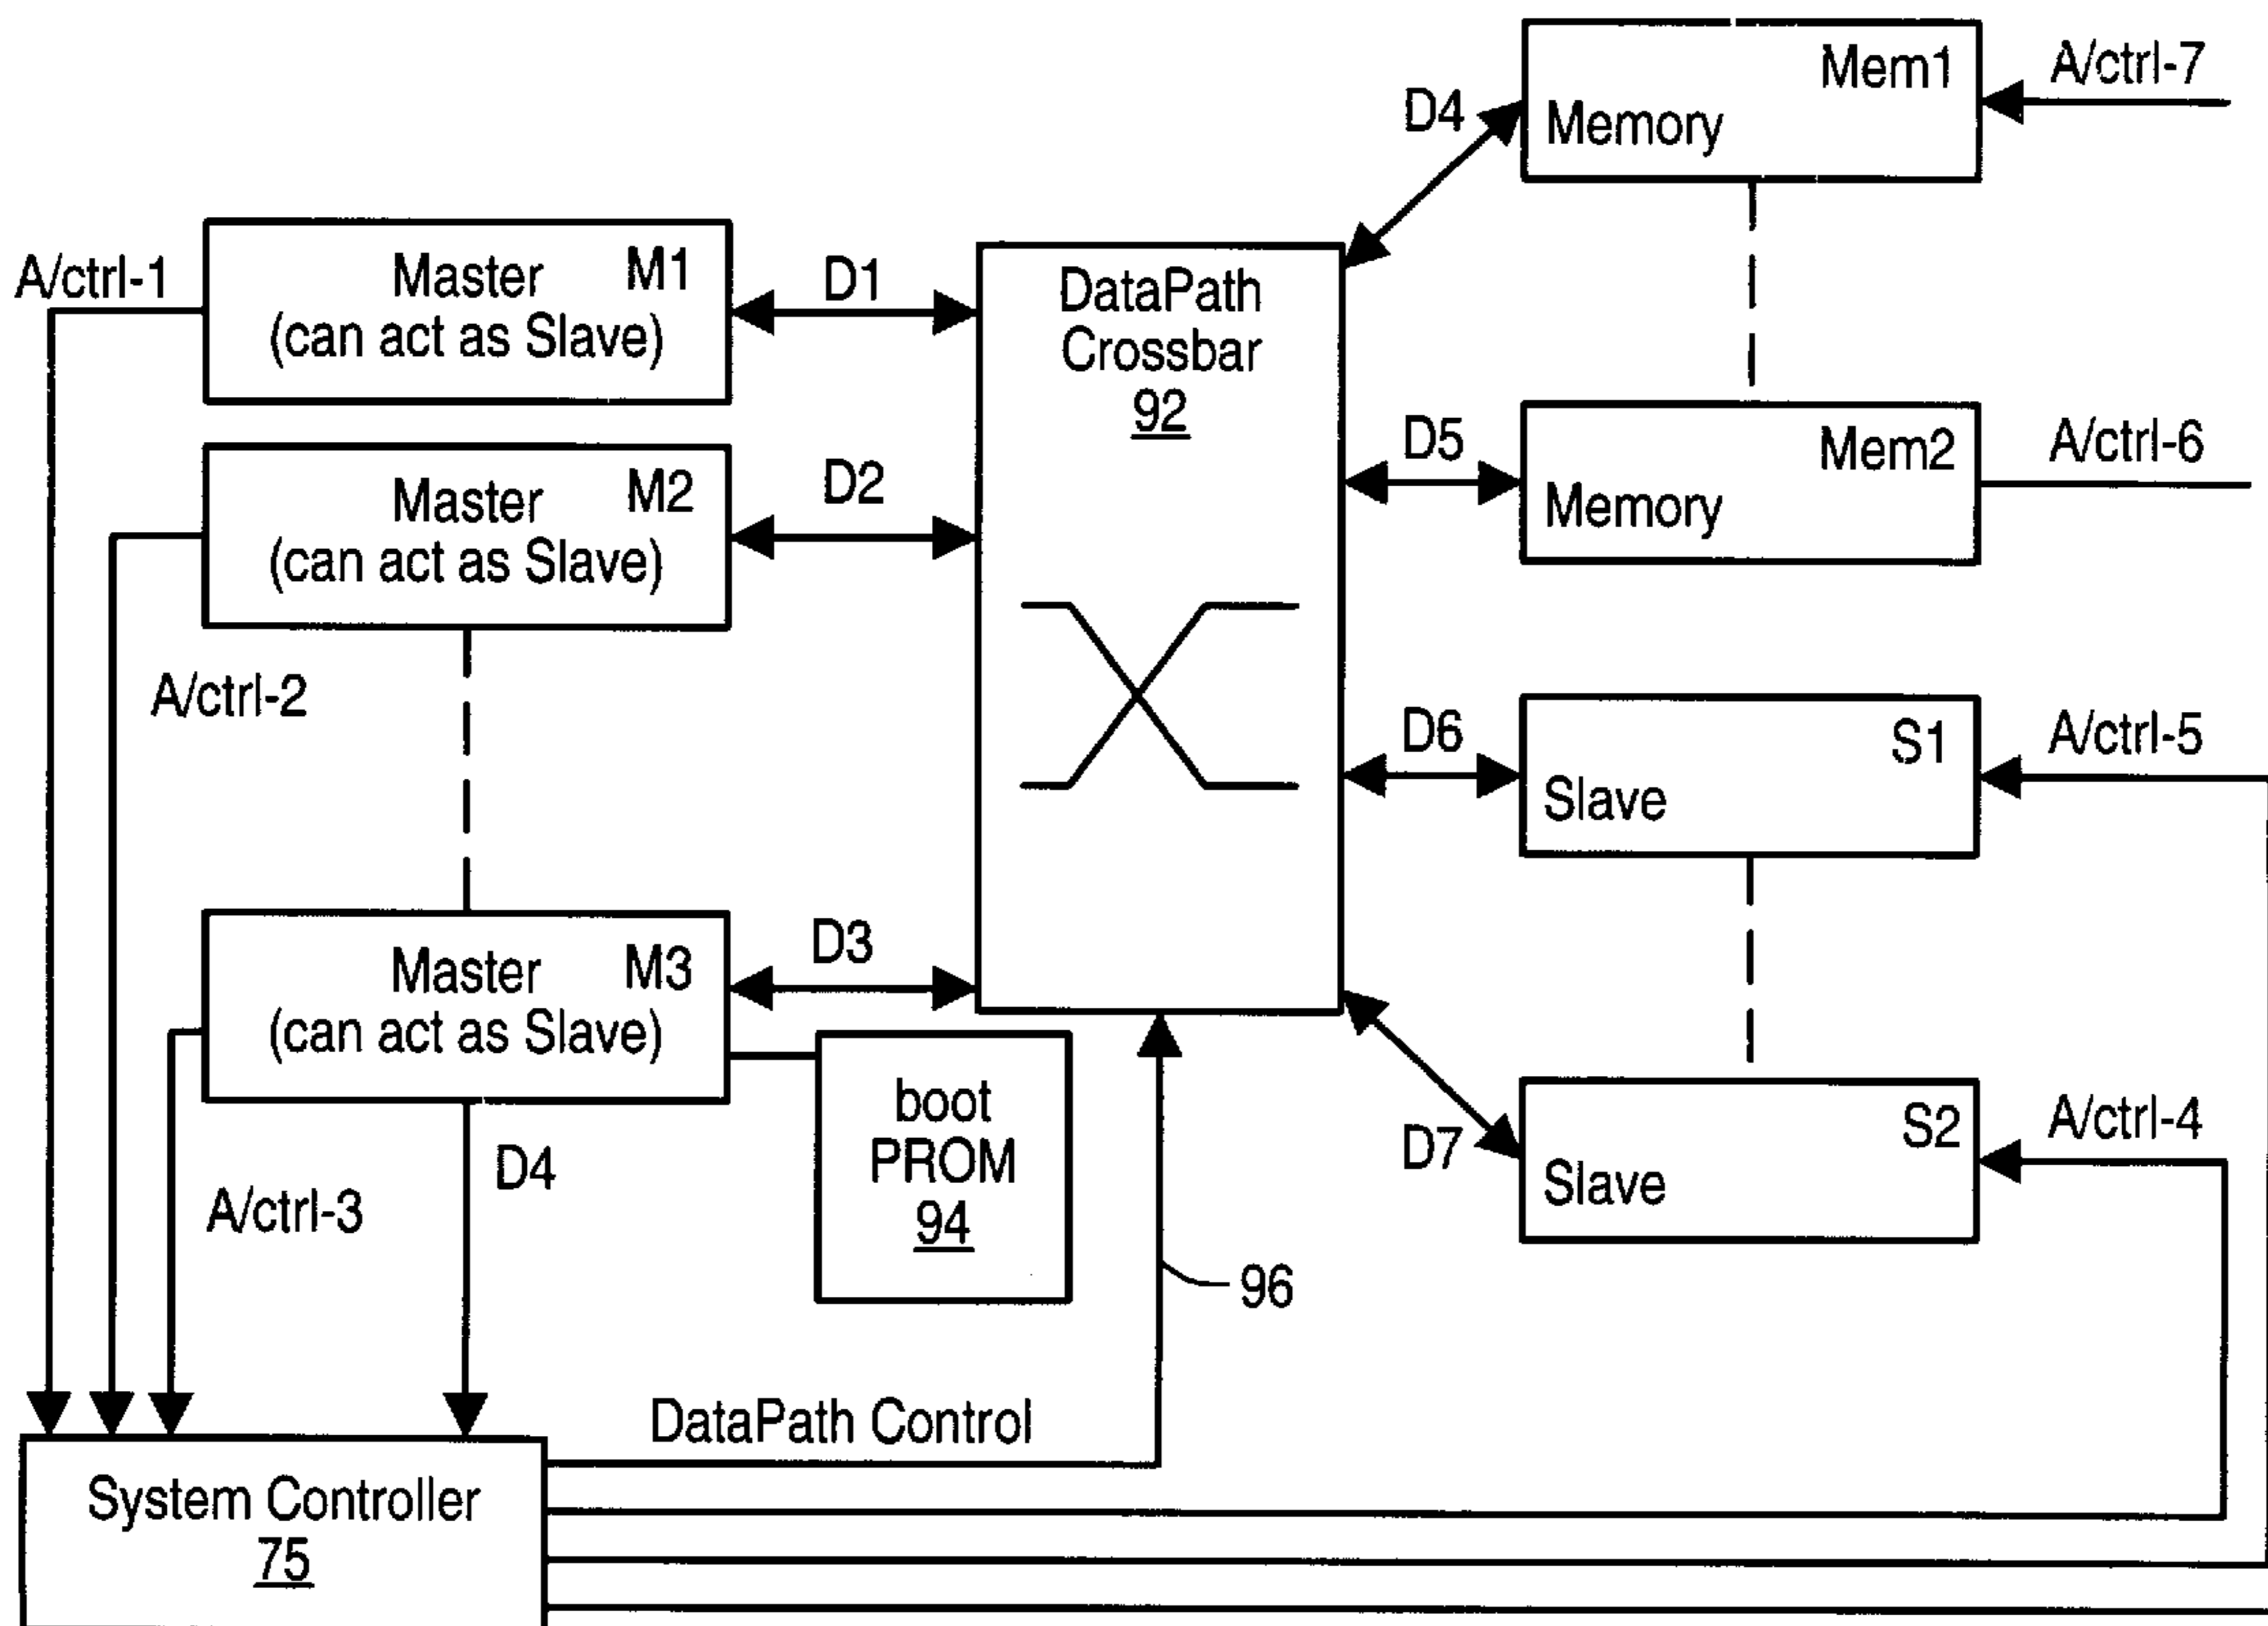 Mem1
Memory
A/ctrl-7
D4
A/ctrl-1
Master M1
(can act as Slave)
D1
DataPath
Crossbar
92
D5
Mem2
Memory
A/ctrl-6
Master M2
(can act as Slave)
D2
A/ctrl-2
D6
S1
Slave
A/ctrl-5
Master M3
(can act as Slave)
D3
boot
PROM
94
D7
S2
Slave
A/ctrl-4
A/ctrl-3
D4
96
DataPath Control
System Controller
75